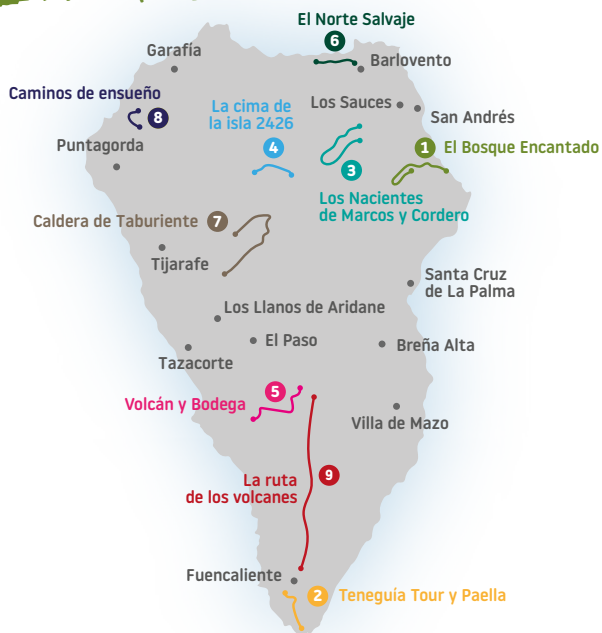 El Norte Salvaje
6
Garafía
Barlovento
Caminos de ensueño
8
La cima de
la isla 2426
4
Los Sauces
San Andrés
Puntagorda
1
El Bosque Encantado
3
Los Nacientes
de Marcos y Cordero
Caldera de Taburiente
7
Tijarafe
Santa Cruz
de La Palma
Los Llanos de Aridane
El Paso
Breña Alta
Tazacorte
5
Volcán y Bodega
Villa de Mazo
9
La ruta
de los volcanes
Fuencaliente
2
Teneguía Tour y Paella